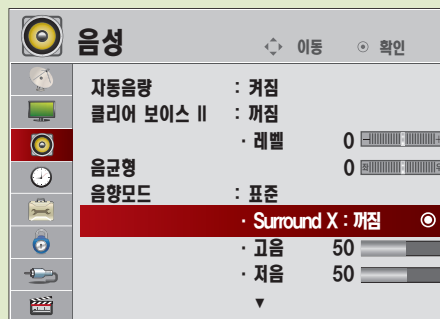 음성 이동 확인
자동음량 : 켜짐
클리어 보이스 II : 꺼짐
· 레벨 0
음균형 0
음향모드 : 표준
· Surround X : 꺼짐
· 고음 50
· 저음 50